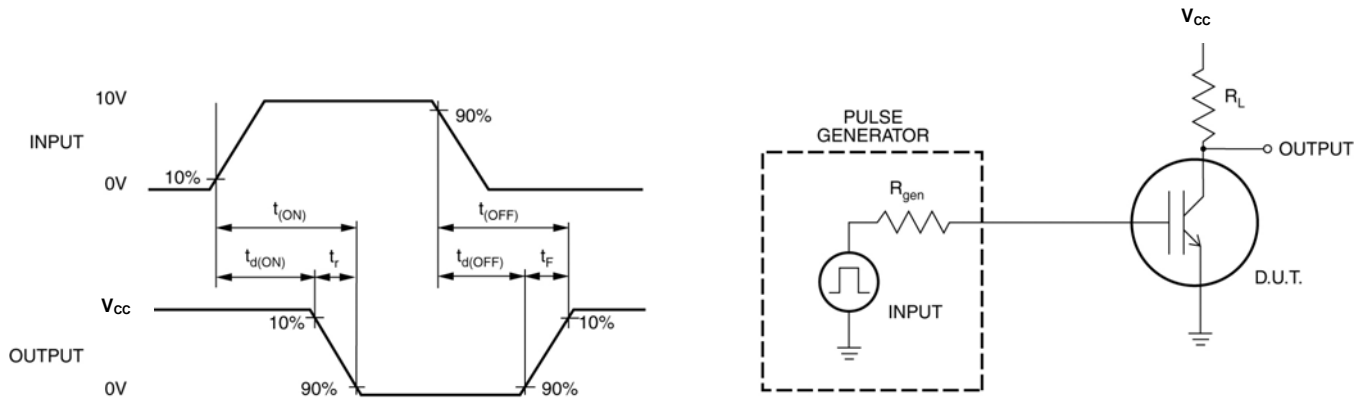 10V
INPUT
0V
10%
90%
t(ON)
t(OFF)
td(ON)
tr
td(OFF)
tF
VCC
10%
10%
OUTPUT
0V
90%
90%
VCC
RL
PULSE
GENERATOR
OUTPUT
Rgen
INPUT
D.U.T.